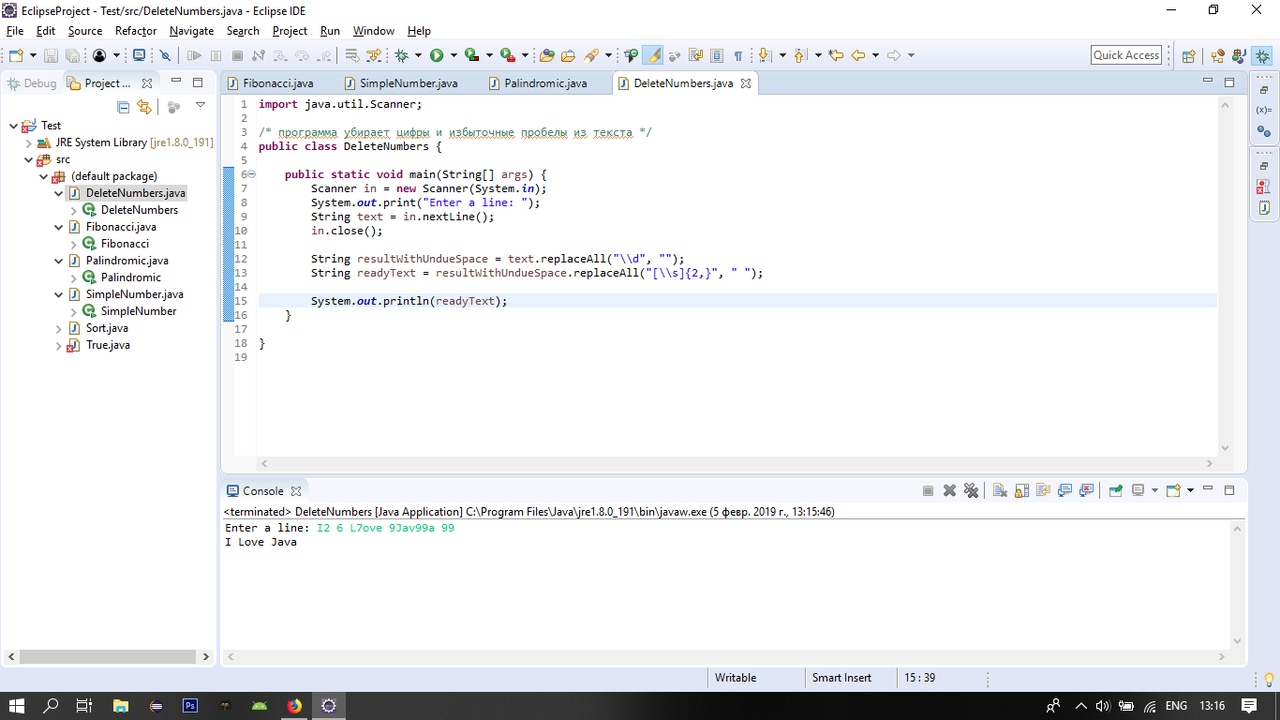 EclipseProject - Test/src/DeleteNumbers.java - Eclipse IDE
File Edit Source Refactor Navigate Search Project Run Window Help
Quick Access
Debug Project ...
Fibonacci.java SimpleNumber.java Palindromic.java DeleteNumbers.java
Test
JRE System Library [jre1.8.0_191]
src
(default package)
DeleteNumbers.java
DeleteNumbers
Fibonacci.java
Fibonacci
Palindromic.java
Palindromic
SimpleNumber.java
SimpleNumber
Sort.java
True.java
1 import java.util.Scanner;
2
3 /* программа убирает цифры и избыточные пробелы из текста */
4 public class DeleteNumbers {
5
6 public static void main(String[] args) {
7 Scanner in = new Scanner(System.in);
8 System.out.print("Enter a line: ");
9 String text = in.nextLine();
10 in.close();
11
12 String resultWithUndueSpace = text.replaceAll("\\d", "");
13 String readyText = resultWithUndueSpace.replaceAll("[\\s]{2,}", " ");
14
15 System.out.println(readyText);
16 }
17
18 }
19
Console
<terminated> DeleteNumbers [Java Application] C:\Program Files\Java\jre1.8.0_191\bin\javaw.exe (5 февр. 2019 г., 13:15:46)
Enter a line: I2 6 L7ove 9Jav99a 99
I Love Java
Writable Smart Insert 15 : 39
ENG 13:16